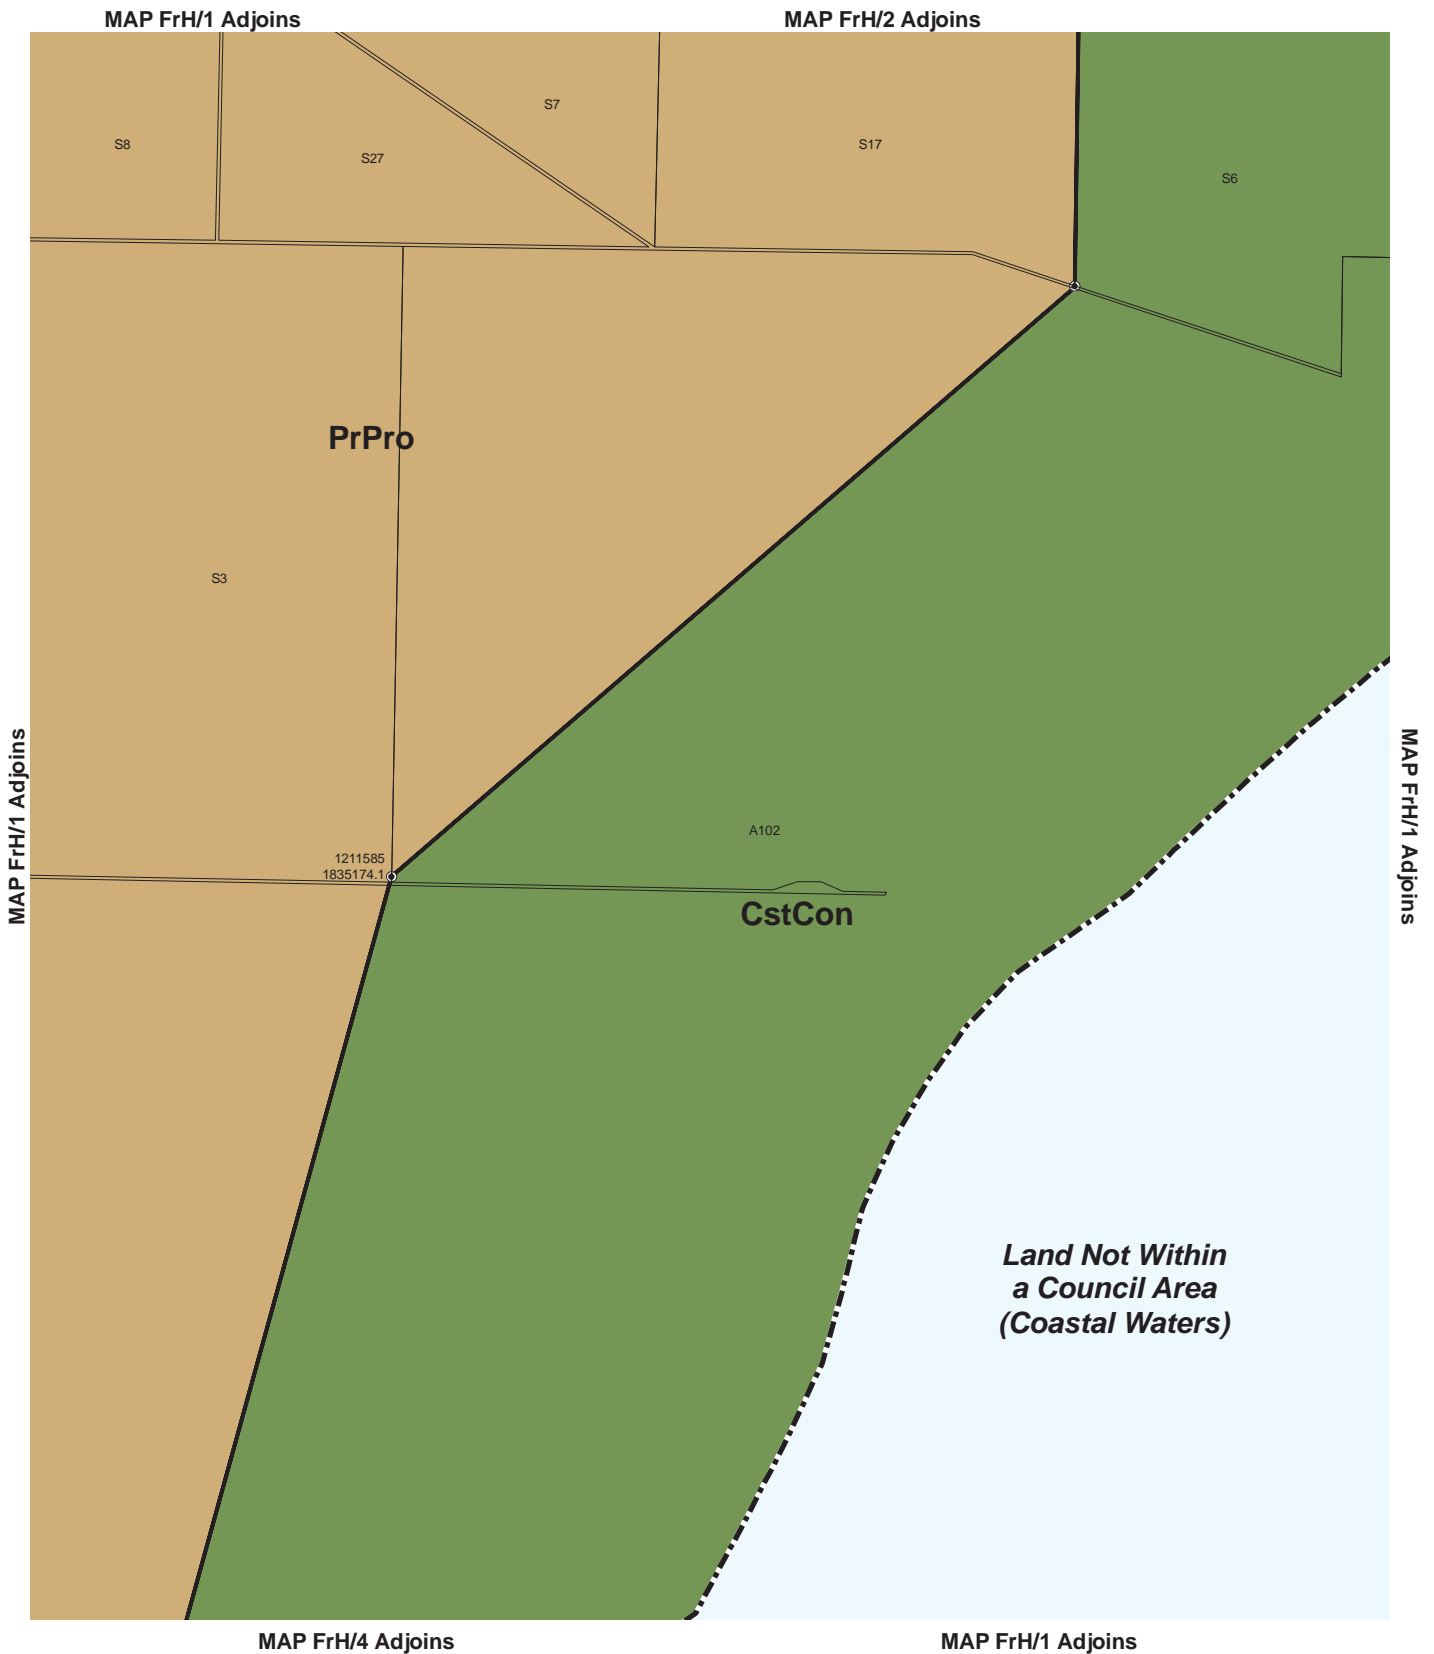 MAP FrH/1 Adjoins
MAP FrH/2 Adjoins
S7
S8
S27
S17
S6
PrPro
S3
MAP FrH/1 Adjoins
MAP FrH/1 Adjoins
A102
1211585
1835174.1
CstCon
Land Not Within
a Council Area
(Coastal Waters)
MAP FrH/4 Adjoins
MAP FrH/1 Adjoins